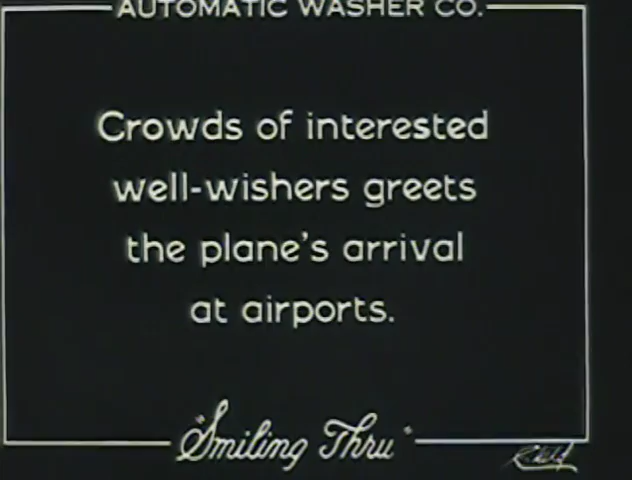 AUTOMATIC WASHER CO.
Crowds of interested
well-wishers greets
the plane's arrival
at airports.
"Smiling Thru"